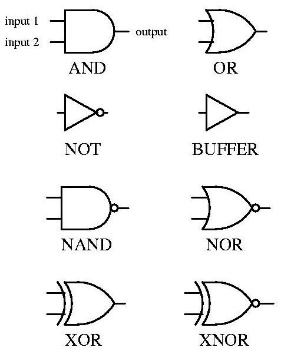 input 1
input 2
output
AND
OR
NOT
BUFFER
NAND
NOR
XOR
XNOR